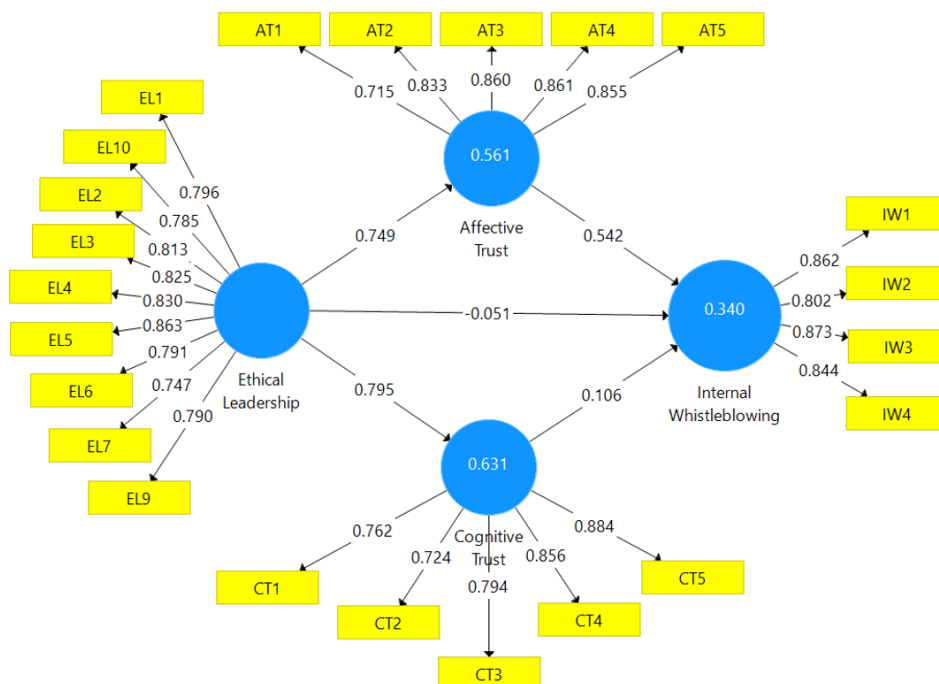 AT1
AT2
AT3
AT4
AT5
0.715
0.833
0.860
0.861
0.855
EL1
EL10
EL2
EL3
EL4
EL5
EL6
EL7
EL9
0.796
0.785
0.813
0.825
0.830
0.863
0.791
0.747
0.790
0.561
Affective
Trust
0.749
0.542
Ethical
Leadership
-0.051
0.340
Internal
Whistleblowing
IW1
IW2
IW3
IW4
0.862
0.802
0.873
0.844
0.795
0.106
0.631
Cognitive
Trust
0.762
0.724
0.794
0.856
0.884
CT1
CT2
CT3
CT4
CT5